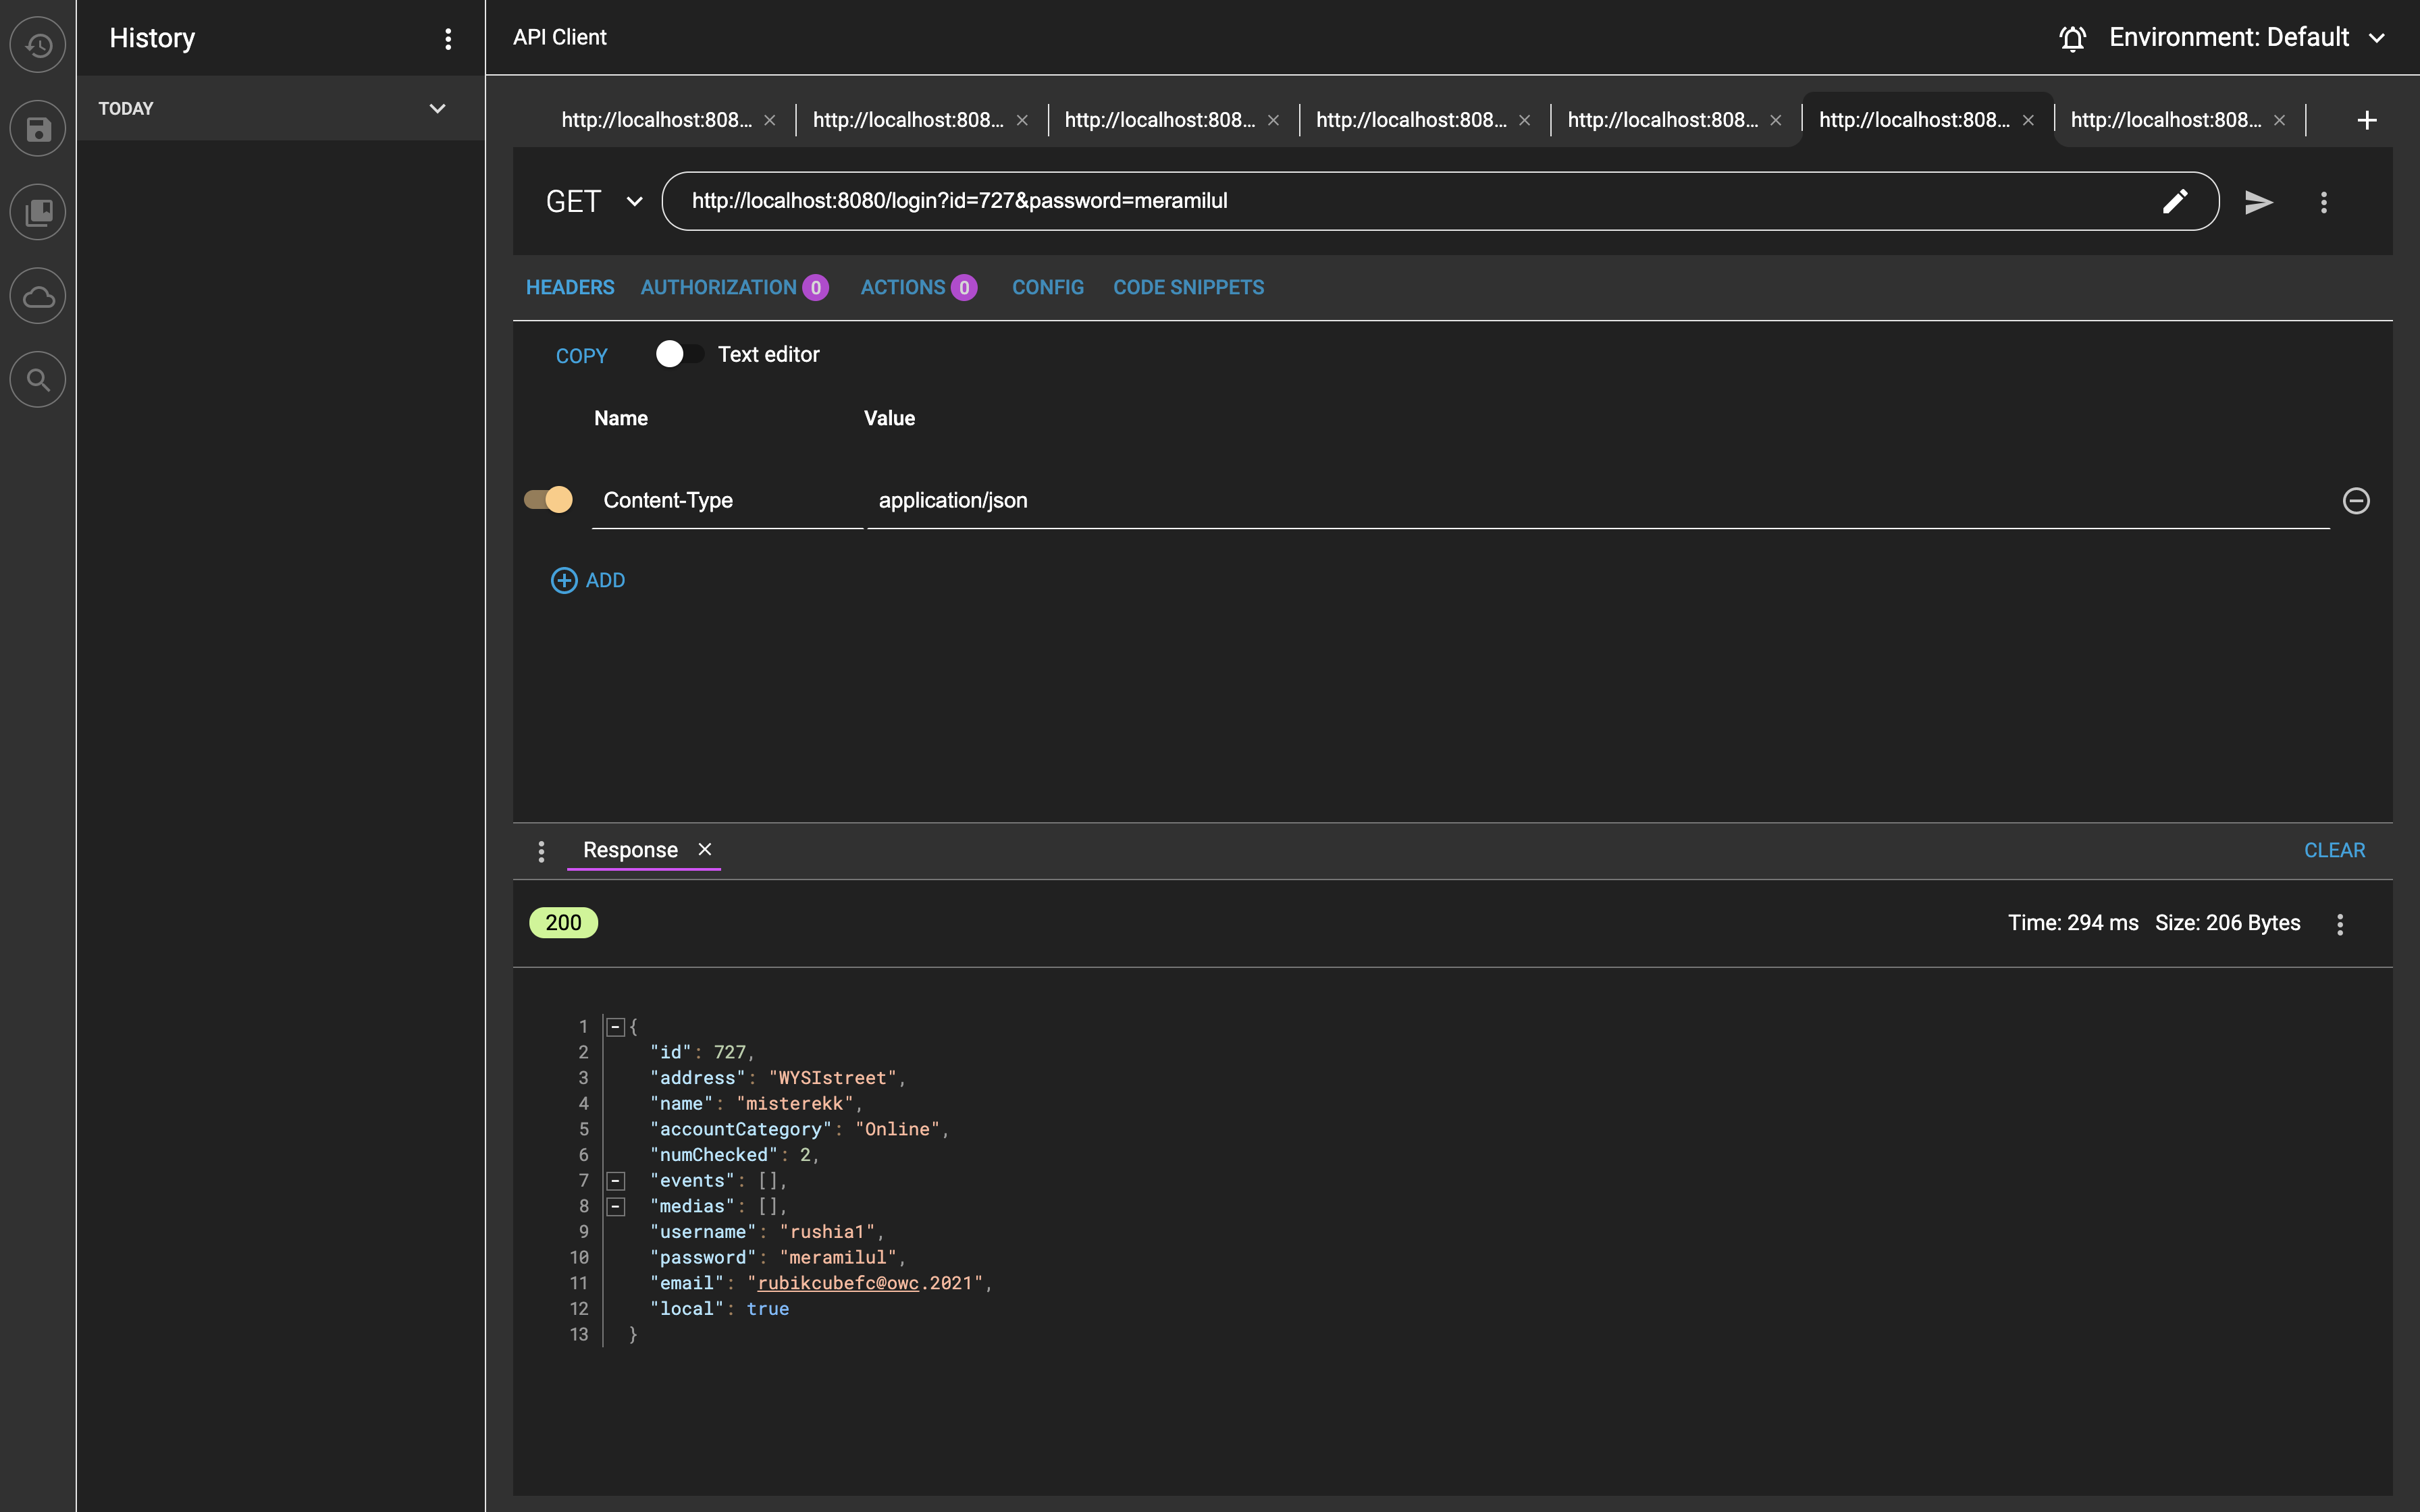 History
TODAY
API Client
Environment: Default
http://localhost:808...
http://localhost:808...
http://localhost:808...
http://localhost:808...
http://localhost:808...
http://localhost:808...
http://localhost:808...
GET http://localhost:8080/login?id=727&password=meramilul
HEADERS AUTHORIZATION 0 ACTIONS 0 CONFIG CODE SNIPPETS
COPY Text editor
Name Value
Content-Type application/json
ADD
Response CLEAR
200 Time: 294 ms Size: 206 Bytes
1 {
2 "id": 727,
3 "address": "WYSIstreet",
4 "name": "misterekk",
5 "accountCategory": "Online",
6 "numChecked": 2,
7 "events": [],
8 "medias": [],
9 "username": "rushia1",
10 "password": "meramilul",
11 "email": "rubikcubefc@owc.2021",
12 "local": true
13 }